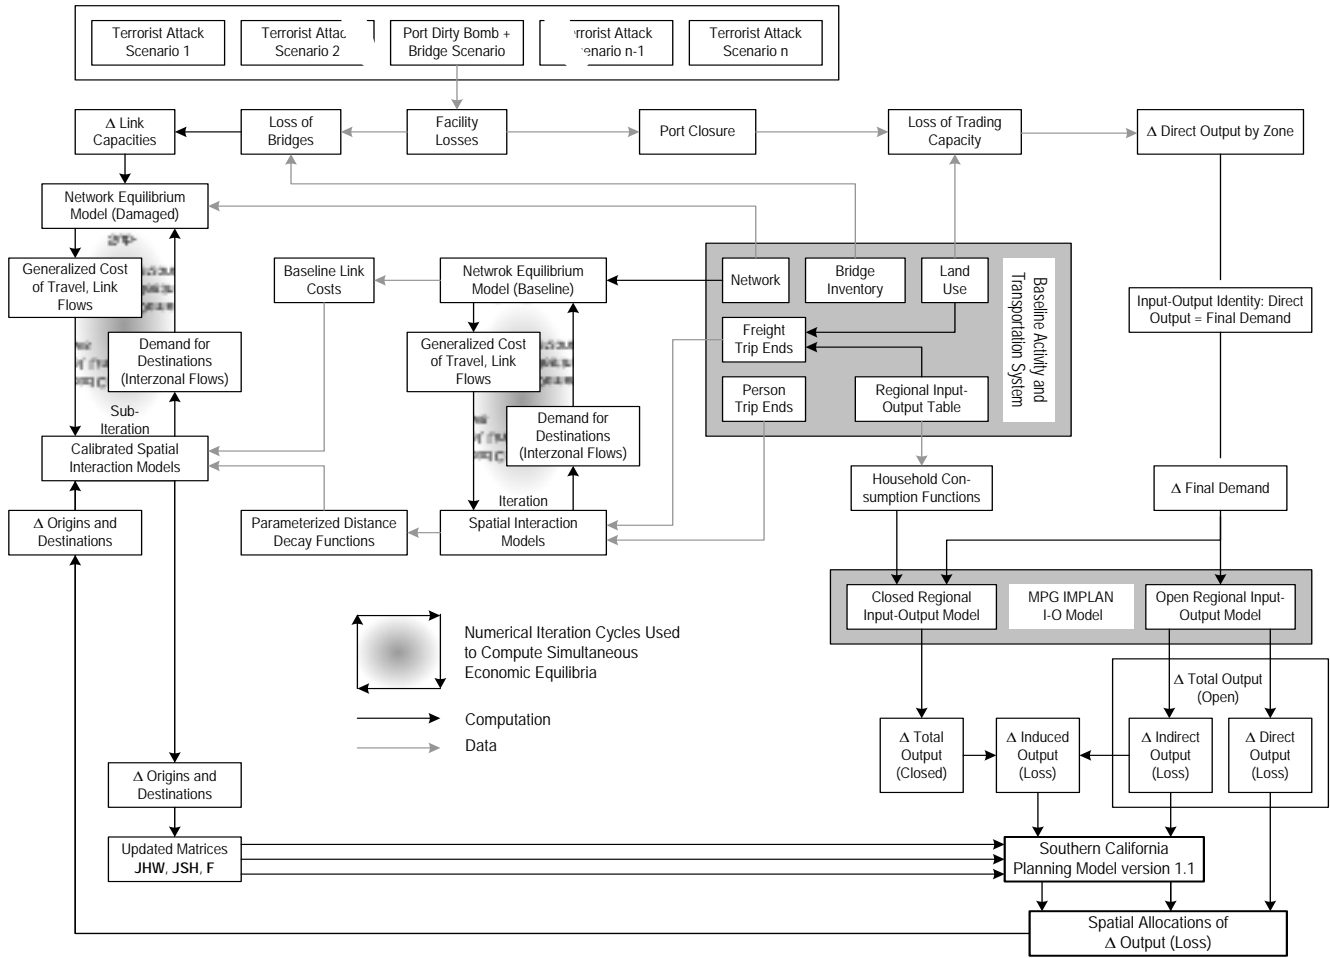 Terrorist Attack
Scenario 1
Terrorist Attac
Scenario 2
Port Dirty Bomb +
Bridge Scenario
rrorist Attack
enario n-1
Terrorist Attack
Scenario n
Δ Link
Capacities
Loss of
Bridges
Facility
Losses
Port Closure
Loss of Trading
Capacity
Δ Direct Output by Zone
Network Equilibrium
Model (Damaged)
Generalized Cost
of Travel, Link
Flows
Baseline Link
Costs
Netwrok Equilibrium
Model (Baseline)
Network
Bridge
Inventory
Land
Use
Baseline Activity and
Transportation System
Input-Output Identity: Direct
Output = Final Demand
Freight
Trip Ends
Demand for
Destinations
(Interzonal Flows)
Generalized Cost
of Travel, Link
Flows
Person
Trip Ends
Regional Input-
Output Table
Sub-
Iteration
Demand for
Destinations
(Interzonal Flows)
Calibrated Spatial
Interaction Models
Household Con-
sumption Functions
Δ Final Demand
Iteration
Δ Origins and
Destinations
Parameterized Distance
Decay Functions
Spatial Interaction
Models
Closed Regional
Input-Output Model
MPG IMPLAN
I-O Model
Open Regional Input-
Output Model
Numerical Iteration Cycles Used
to Compute Simultaneous
Economic Equilibria
Computation
Data
Δ Total Output
(Open)
Δ Total
Output
(Closed)
Δ Induced
Output
(Loss)
Δ Indirect
Output
(Loss)
Δ Direct
Output
(Loss)
Δ Origins and
Destinations
Updated Matrices
JHW, JSH, F
Southern California
Planning Model version 1.1
Spatial Allocations of
Δ Output (Loss)